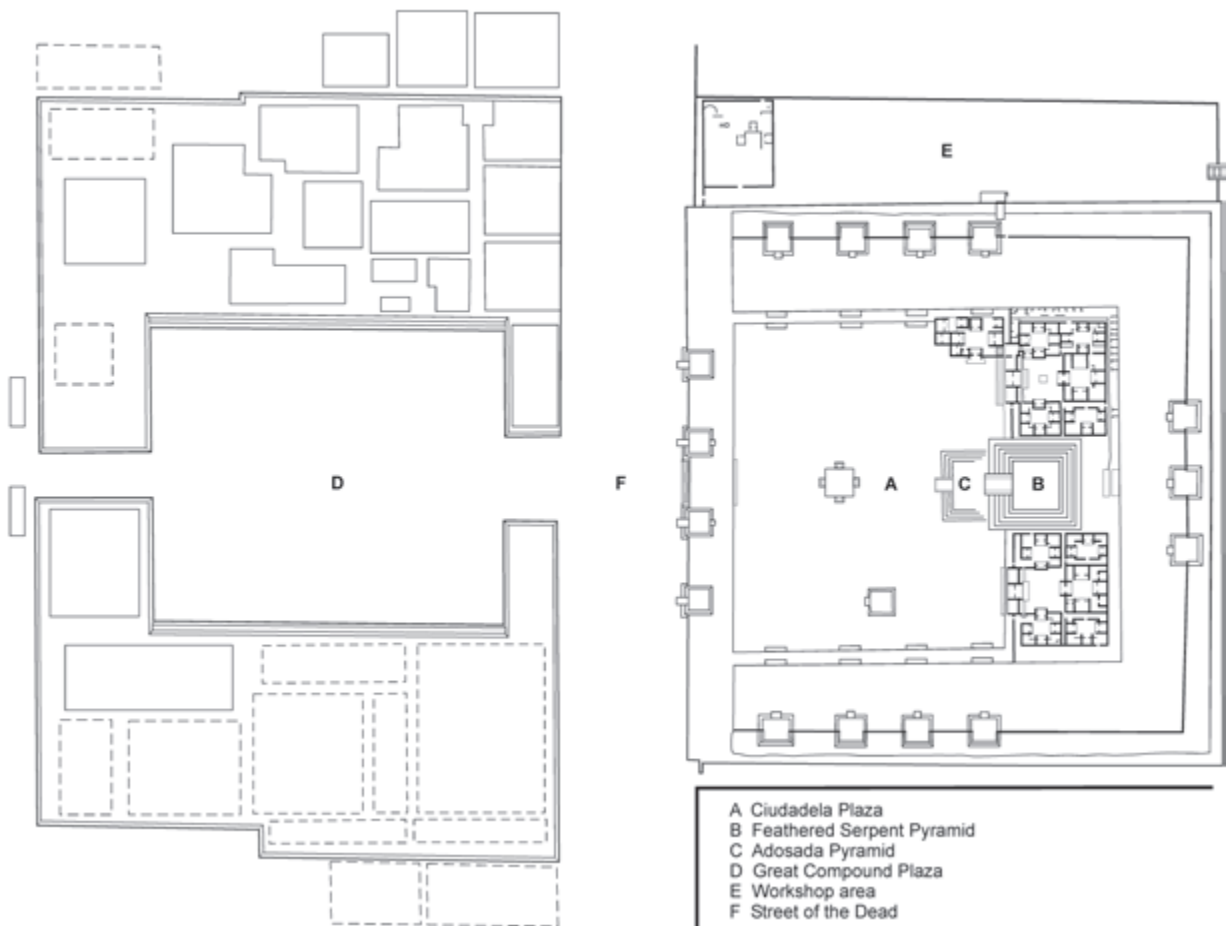 E
D
F
A
C
B
A Ciudadela Plaza
B Feathered Serpent Pyramid
C Adosada Pyramid
D Great Compound Plaza
E Workshop area
F Street of the Dead